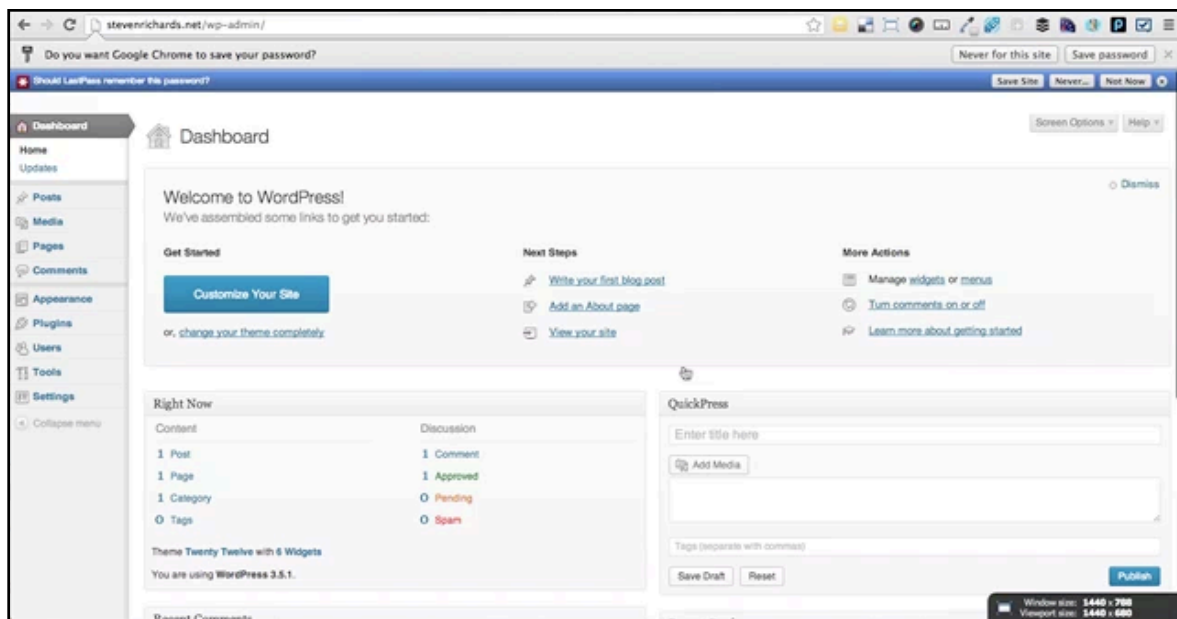 stevenrichards.net/wp-admin/
Do you want Google Chrome to save your password?
Never for this site
Save password
Should LastPass remember this password?
Save Site
Never...
Not Now
Dashboard
Home
Updates
Posts
Media
Pages
Comments
Appearance
Plugins
Users
Tools
Settings
Collapse menu
Dashboard
Screen Options
Help
Welcome to WordPress!
Dismiss
We've assembled some links to get you started:
Get Started
Customize Your Site
or, change your theme completely
Next Steps
Write your first blog post
Add an About page
View your site
More Actions
Manage widgets or menus
Turn comments on or off
Learn more about getting started
Right Now
Content
1 Post
1 Page
1 Category
0 Tags
Discussion
1 Comment
1 Approved
0 Pending
0 Spam
Theme Twenty Twelve with 6 Widgets
You are using WordPress 3.5.1.
QuickPress
Enter title here
Add Media
Tags (separate with commas)
Save Draft
Reset
Publish
Recent Comments
Window size: 1440 x 788
Viewport size: 1440 x 680